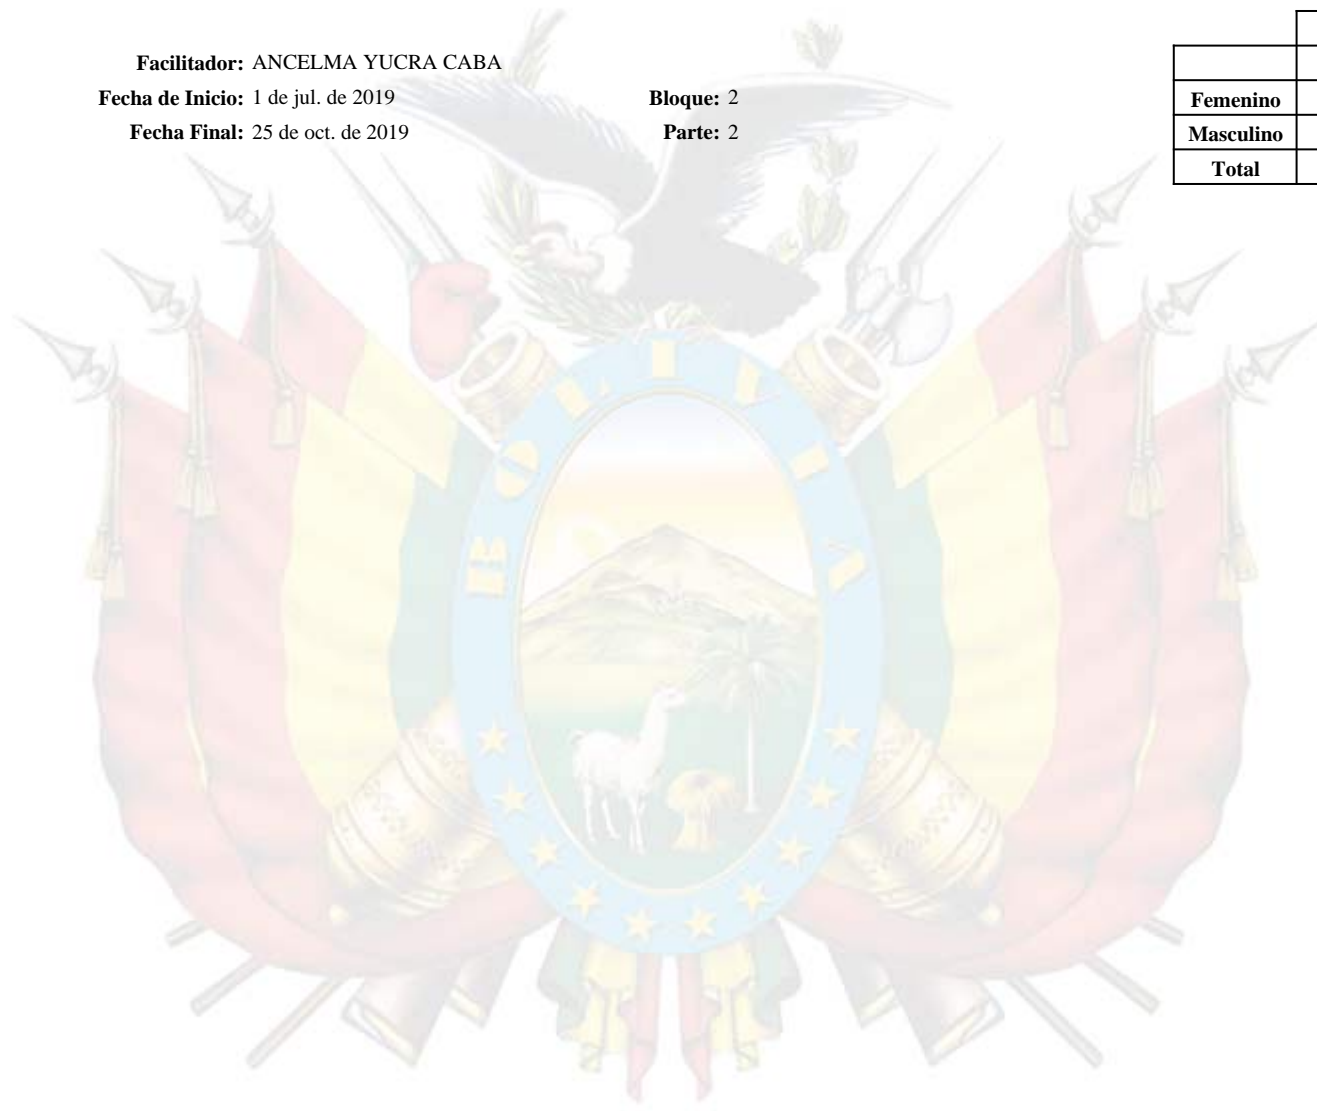 Facilitador: ANCELMA YUCRA CABA
Fecha de Inicio: 1 de jul. de 2019 Bloque: 2
Fecha Final: 25 de oct. de 2019 Parte: 2
Femenino
Masculino
Total
BOLIVIA